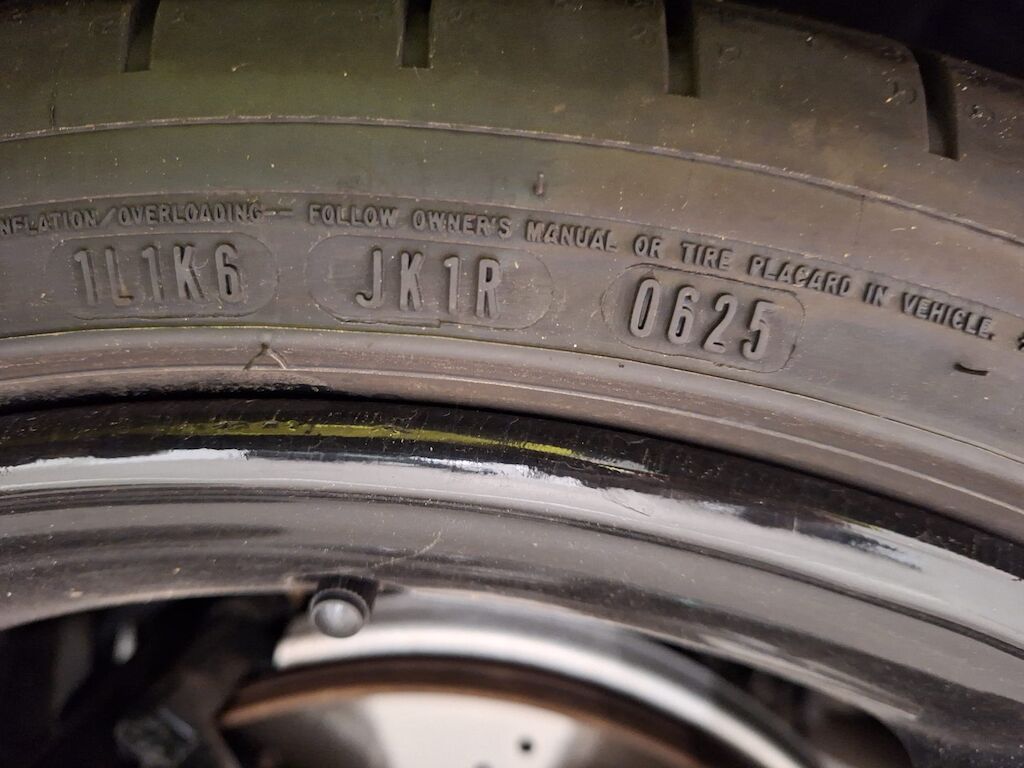 NFLATION/OVERLOADING— FOLLOW OWNER'S MANUAL OR TIRE PLACARD IN VEHICLE.
1L1K6 JK1R 0625